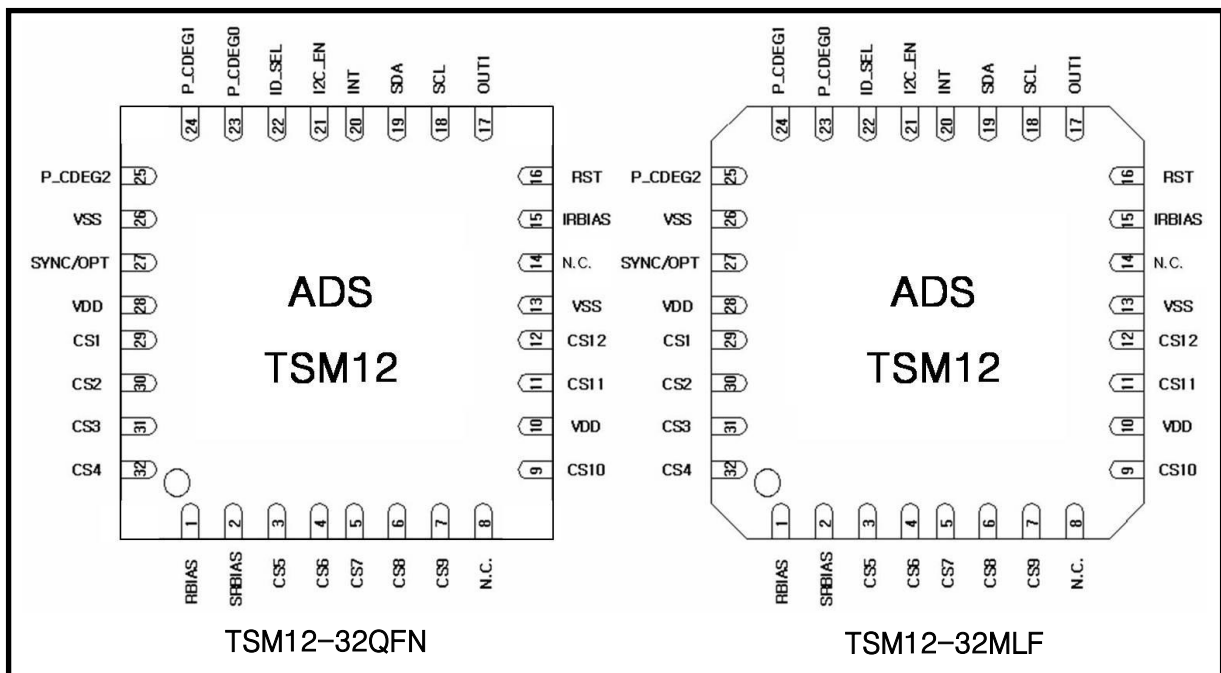 P_CDEG1 P_CDEG0 ID_SEL I2C_EN INT SDA SCL OUT1
24 23 22 21 20 19 18 17
P_CDEG2 25 16 RST
VSS 26 15 IRBIAS
SYNC/OPT 27 14 N.C.
VDD 28 13 VSS
CS1 29 12 CS12
CS2 30 11 CS11
CS3 31 10 VDD
CS4 32 9 CS10
ADS
TSM12
1 2 3 4 5 6 7 8
RBIAS SRBIAS CS5 CS6 CS7 CS8 CS9 N.C.
TSM12-32QFN
P_CDEG1 P_CDEG0 ID_SEL I2C_EN INT SDA SCL OUT1
24 23 22 21 20 19 18 17
P_CDEG2 25 16 RST
VSS 26 15 IRBIAS
SYNC/OPT 27 14 N.C.
VDD 28 13 VSS
CS1 29 12 CS12
CS2 30 11 CS11
CS3 31 10 VDD
CS4 32 9 CS10
ADS
TSM12
1 2 3 4 5 6 7 8
RBIAS SRBIAS CS5 CS6 CS7 CS8 CS9 N.C.
TSM12-32MLF